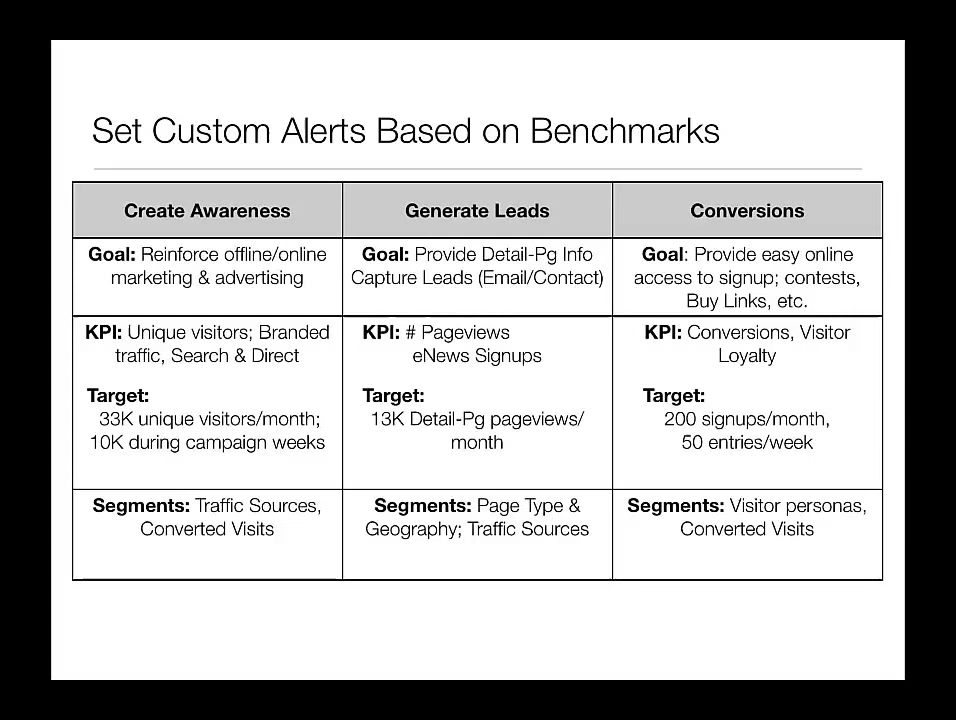 Set Custom Alerts Based on Benchmarks
Create Awareness
Generate Leads
Conversions
Goal: Reinforce offline/online
marketing & advertising
Goal: Provide Detail-Pg Info
Capture Leads (Email/Contact)
Goal: Provide easy online
access to signup; contests,
Buy Links, etc.
KPI: Unique visitors; Branded
traffic, Search & Direct
Target:
33K unique visitors/month;
10K during campaign weeks
KPI: # Pageviews
eNews Signups
Target:
13K Detail-Pg pageviews/
month
KPI: Conversions, Visitor
Loyalty
Target:
200 signups/month,
50 entries/week
Segments: Traffic Sources,
Converted Visits
Segments: Page Type &
Geography; Traffic Sources
Segments: Visitor personas,
Converted Visits